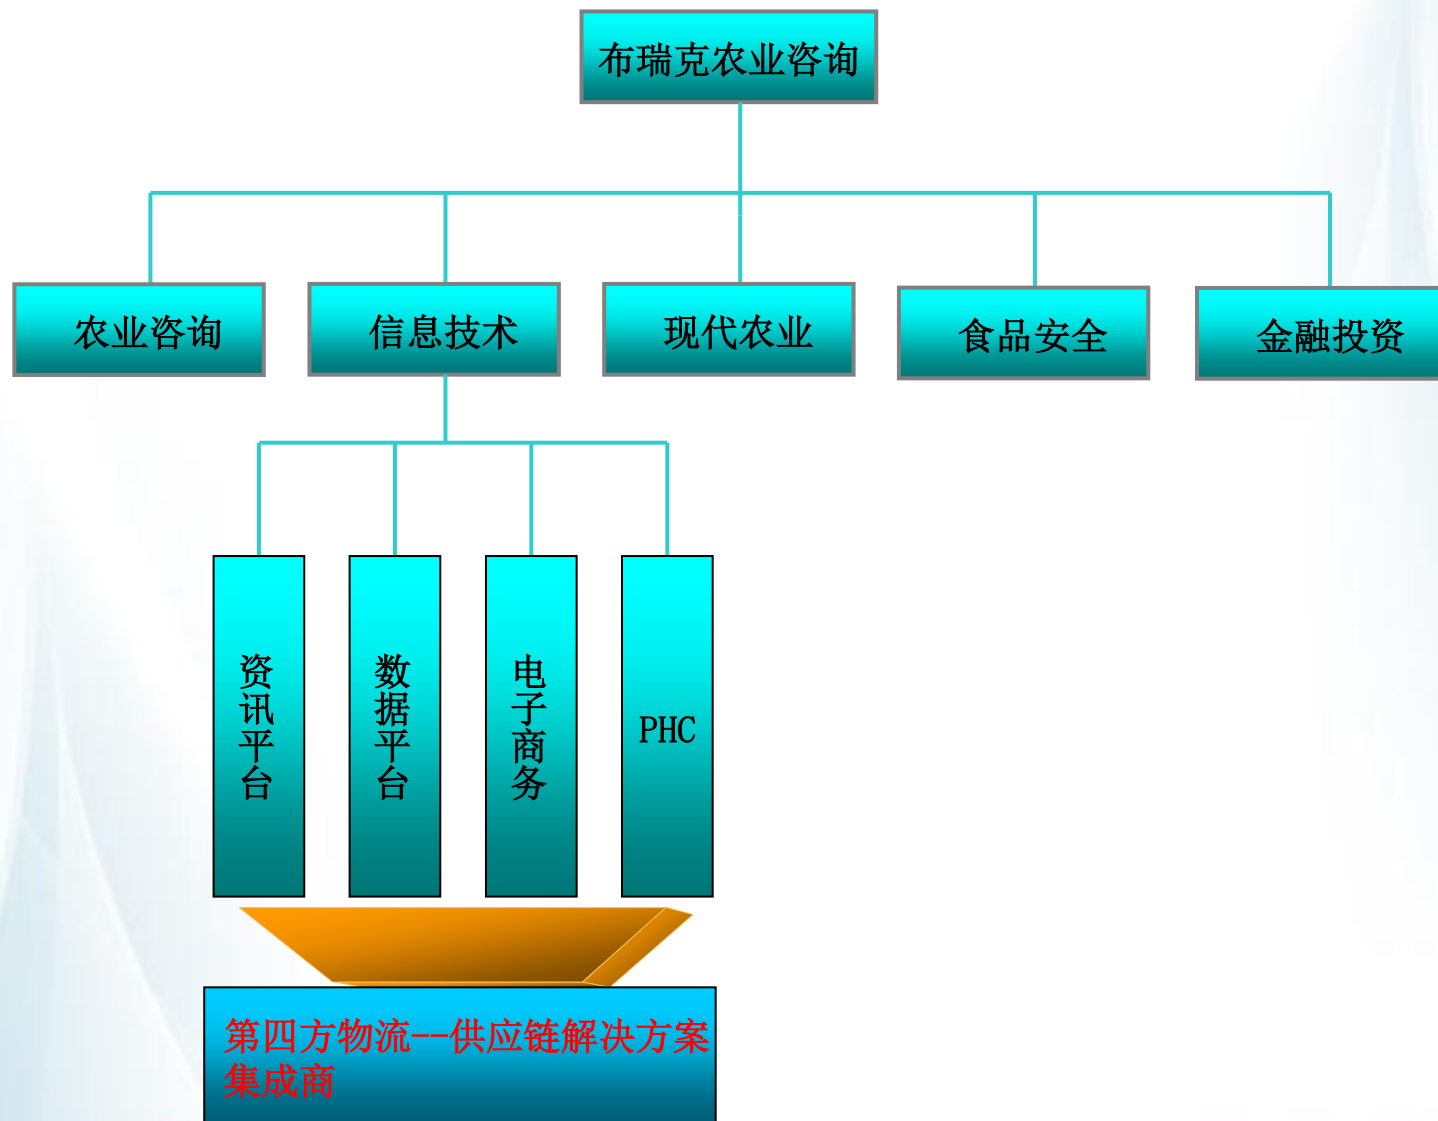 布瑞克农业咨询
农业咨询
信息技术
现代农业
食品安全
金融投资
资讯平台
数据平台
电子商务
PHC
第四方物流--供应链解决方案
集成商